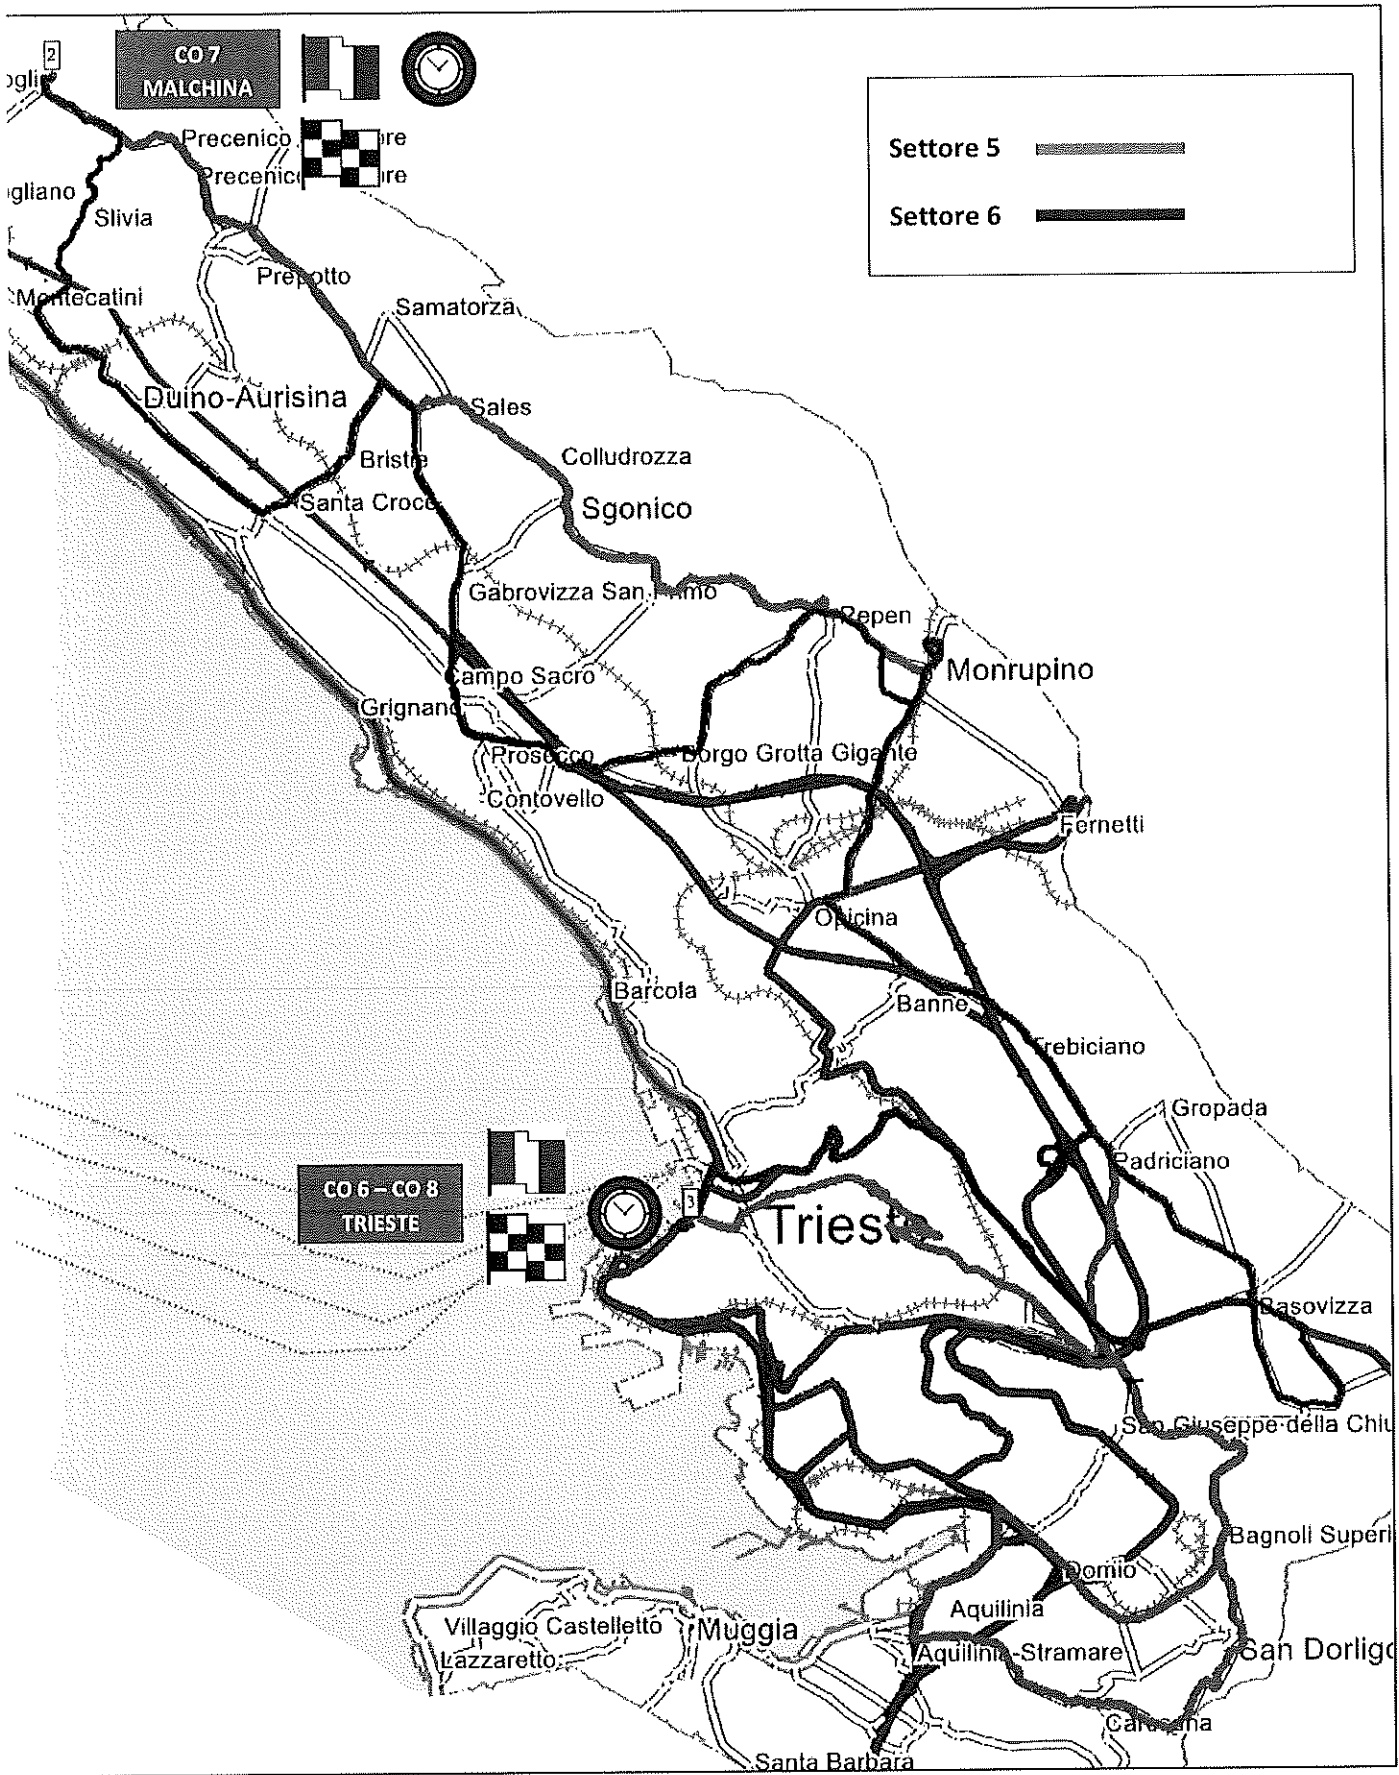 2
CO 7
MALCHINA
Settore 5
Settore 6
Precenico
Precenico
Slivia
Prepotto
Montecatini
Samatorza
Duino-Aurisina
Sales
Bristie
Colludrozza
Santa Croce
Sgonico
Gabrovizza San Primo
Repen
Monrupino
Campo Sacro
Grignano
Prosecco
Borgo Grotta Gigante
Contovello
Fernetti
Opicina
Barcola
Banne
Trebiciano
Gropada
Padriciano
CO 6 – CO 8
TRIESTE
3
Trieste
Basovizza
San Giuseppe della Chiu
Bagnoli Superi
Domio
Aquilinia
Villaggio Castelletto
Muggia
Lazzaretto
Aquilinia-Stramare
San Dorligo
Caresana
Santa Barbara